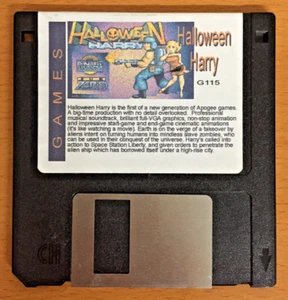 GAMES
HALLOWEEN
HARRY
Halloween
Harry
G115
Halloween Harry is the first of a new generation of Apogee games.
A big-time production with no detail overlooked. Professional
musical soundtrack, brilliant full-VGA graphics, non-stop animation
and impressive start-game and end-game cinematic animations
(it's like watching a movie). Earth is on the verge of a takeover by
aliens intent on turning humans into mindless slave zombies, who
can be used in their conquest of the universe. Harry's called into
action to Space Station Liberty, and given orders to penetrate the
alien ship which has borrowed itself under a high-rise city.